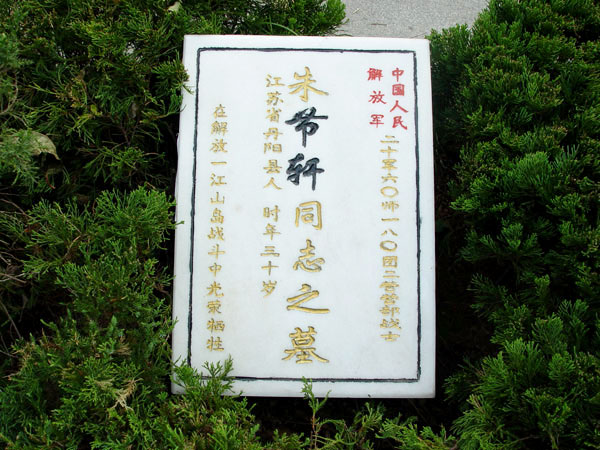 中国人民
解放军
二十军六〇师一八〇团二营营部战士
朱节轩同志之墓
江苏省丹阳县人 时年三十岁
在解放一江山岛战斗中光荣牺牲